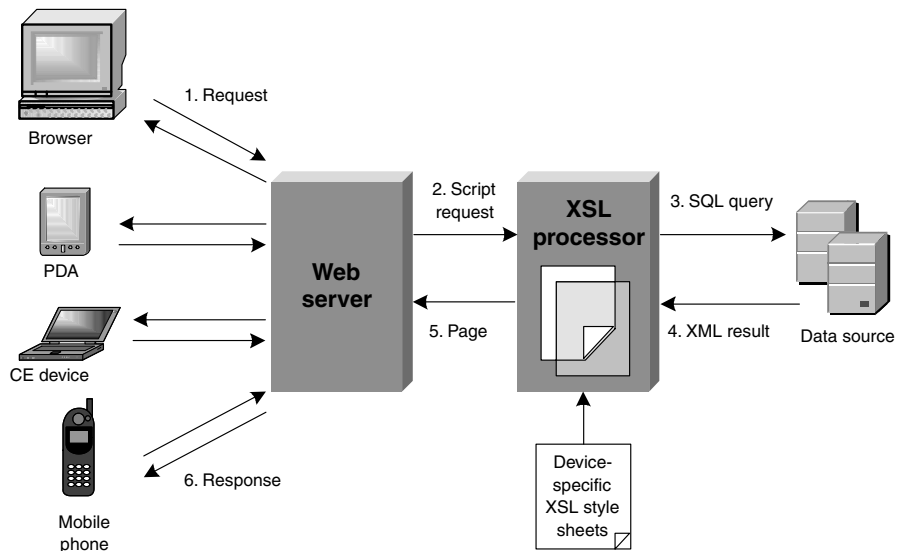 1. Request
Browser
2. Script
request
XSL
processor
3. SQL query
PDA
Web
server
5. Page
4. XML result
Data source
CE device
6. Response
Device-
specific
XSL style
sheets
Mobile
phone